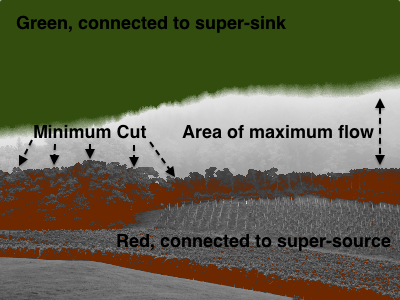 Green, connected to super-sink
Minimum Cut
Area of maximum flow
Red, connected to super-source